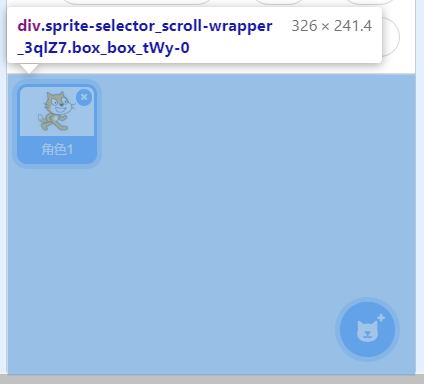 div.sprite-selector_scroll-wrapper 326 × 241.4
_3qlZ7.box_box_tWy-0
角色1